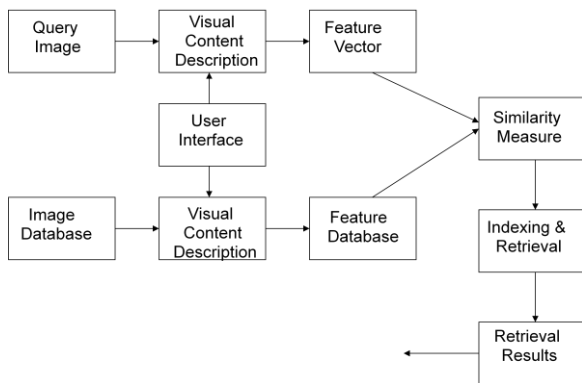 Query
Image
Visual
Content
Description
Feature
Vector
User
Interface
Similarity
Measure
Image
Database
Visual
Content
Description
Feature
Database
Indexing &
Retrieval
Retrieval
Results